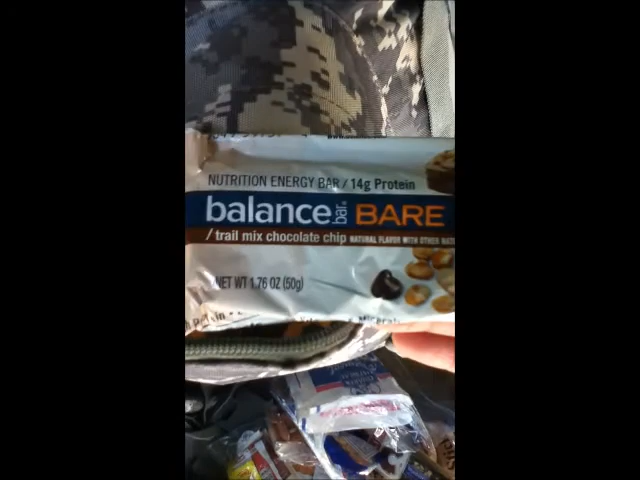 NUTRITION ENERGY BAR / 14g Protein
balance bar® BARE
/ trail mix chocolate chip NATURAL FLAVOR WITH OTHER
NET WT 1.76 OZ (50g)